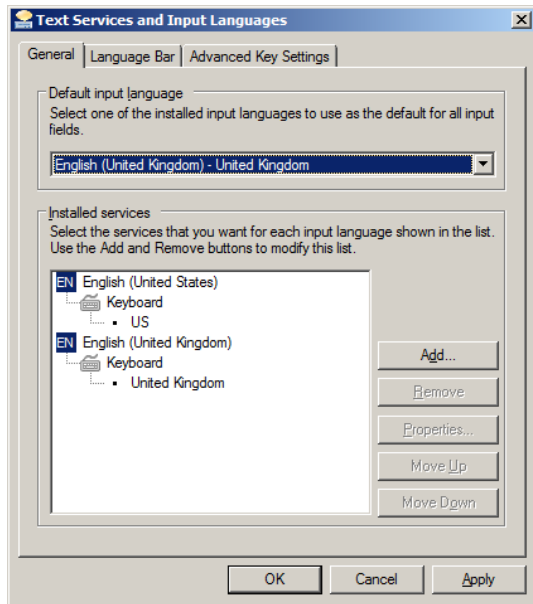 Text Services and Input Languages
General
Language Bar
Advanced Key Settings
Default input language
Select one of the installed input languages to use as the default for all input
fields.
English (United Kingdom) - United Kingdom
Installed services
Select the services that you want for each input language shown in the list.
Use the Add and Remove buttons to modify this list.
EN English (United States)
Keyboard
US
EN English (United Kingdom)
Keyboard
United Kingdom
Add...
Remove
Properties...
Move Up
Move Down
OK
Cancel
Apply